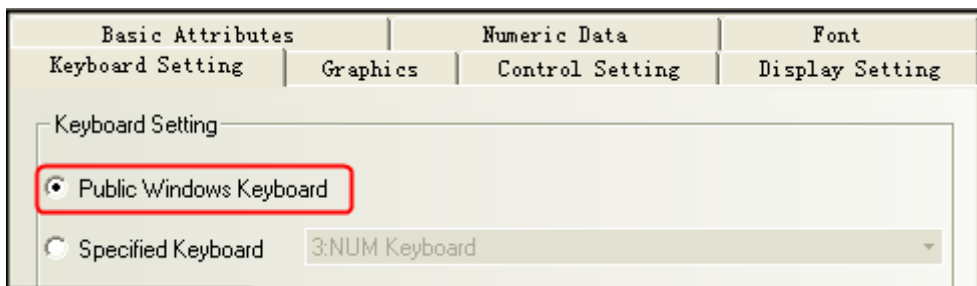 Basic Attributes Numeric Data Font
Keyboard Setting Graphics Control Setting Display Setting
Keyboard Setting
Public Windows Keyboard
Specified Keyboard 3:NUM Keyboard